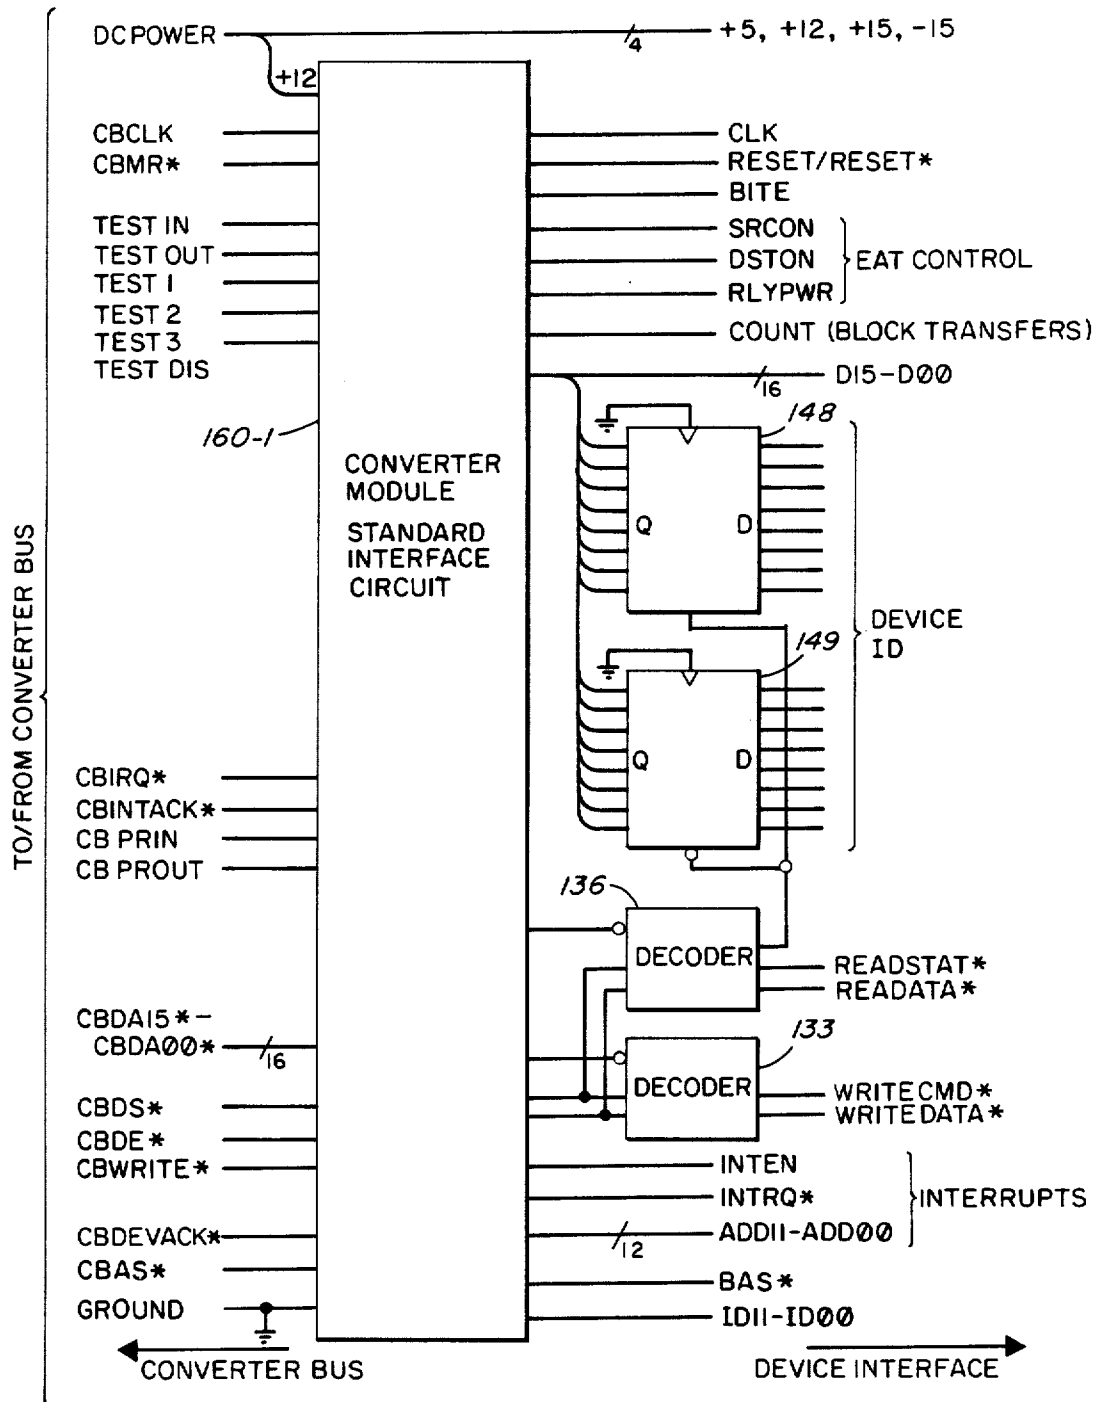 DC POWER
+12
4
+5, +12, +15, -15
CBCLK
CBMR*
TEST IN
TEST OUT
TEST 1
TEST 2
TEST 3
TEST DIS
160-1
CONVERTER
MODULE
STANDARD
INTERFACE
CIRCUIT
CLK
RESET/RESET*
BITE
SRCON
DSTON
RLYPWR
EAT CONTROL
COUNT (BLOCK TRANSFERS)
16
D15-D00
148
Q
D
149
Q
D
DEVICE
ID
TO/FROM CONVERTER BUS
CBIRQ*
CBINTACK*
CB PRIN
CB PROUT
136
DECODER
READSTAT*
READATA*
CBDA15*-
CBDA00*
16
133
DECODER
WRITECMD*
WRITEDATA*
CBDS*
CBDE*
CBWRITE*
CBDEVACK*
CBAS*
GROUND
INTEN
INTRQ*
12
ADD11-ADD00
INTERRUPTS
BAS*
ID11-ID00
CONVERTER BUS
DEVICE INTERFACE